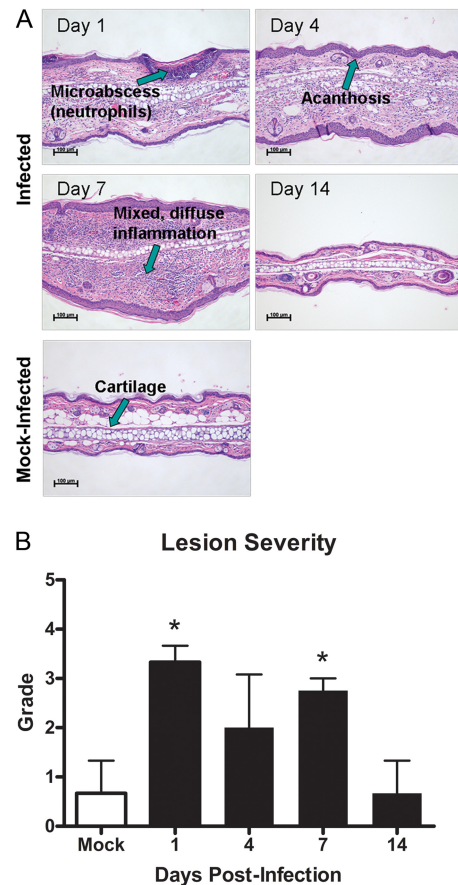 A
Infected
Day 1
Microabscess
(neutrophils)
100 µm
Day 4
Acanthosis
100 µm
Day 7
Mixed, diffuse
inflammation
100 µm
Day 14
100 µm
Mock-Infected
Cartilage
100 µm
B
Lesion Severity
Grade
5
4
3
2
1
0
*
*
Mock
1
4
7
14
Days Post-Infection